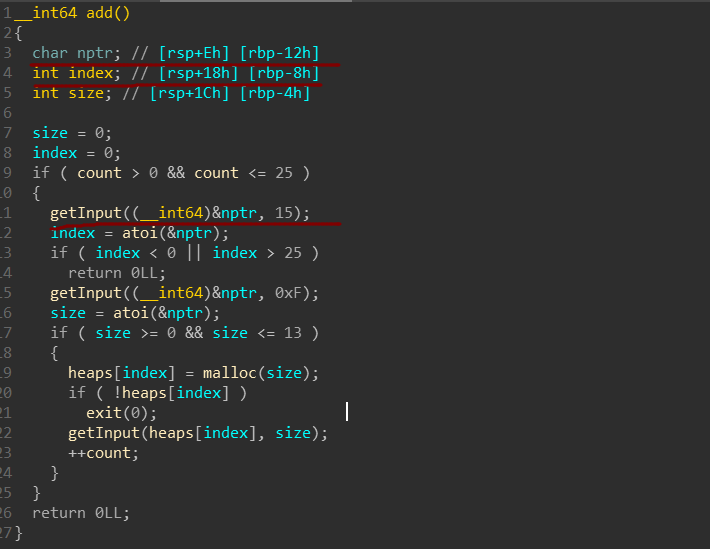 1 __int64 add()
2 {
3 char nptr; // [rsp+Eh] [rbp-12h]
4 int index; // [rsp+18h] [rbp-8h]
5 int size; // [rsp+1Ch] [rbp-4h]
6
7 size = 0;
8 index = 0;
9 if ( count > 0 && count <= 25 )
10 {
11 getInput((__int64)&nptr, 15);
12 index = atoi(&nptr);
13 if ( index < 0 || index > 25 )
14 return 0LL;
15 getInput((__int64)&nptr, 0xF);
16 size = atoi(&nptr);
17 if ( size >= 0 && size <= 13 )
18 {
19 heaps[index] = malloc(size);
20 if ( !heaps[index] )
21 exit(0);
22 getInput(heaps[index], size);
23 ++count;
24 }
25 }
26 return 0LL;
27 }